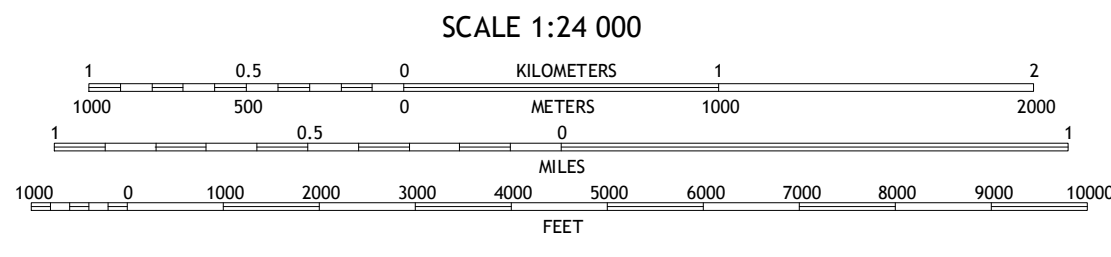 SCALE 1:24 000
1 0.5 0 KILOMETERS 1 2
1000 500 0 METERS 1000 2000
1 0.5 0 1
MILES
1000 0 1000 2000 3000 4000 5000 6000 7000 8000 9000 10000
FEET